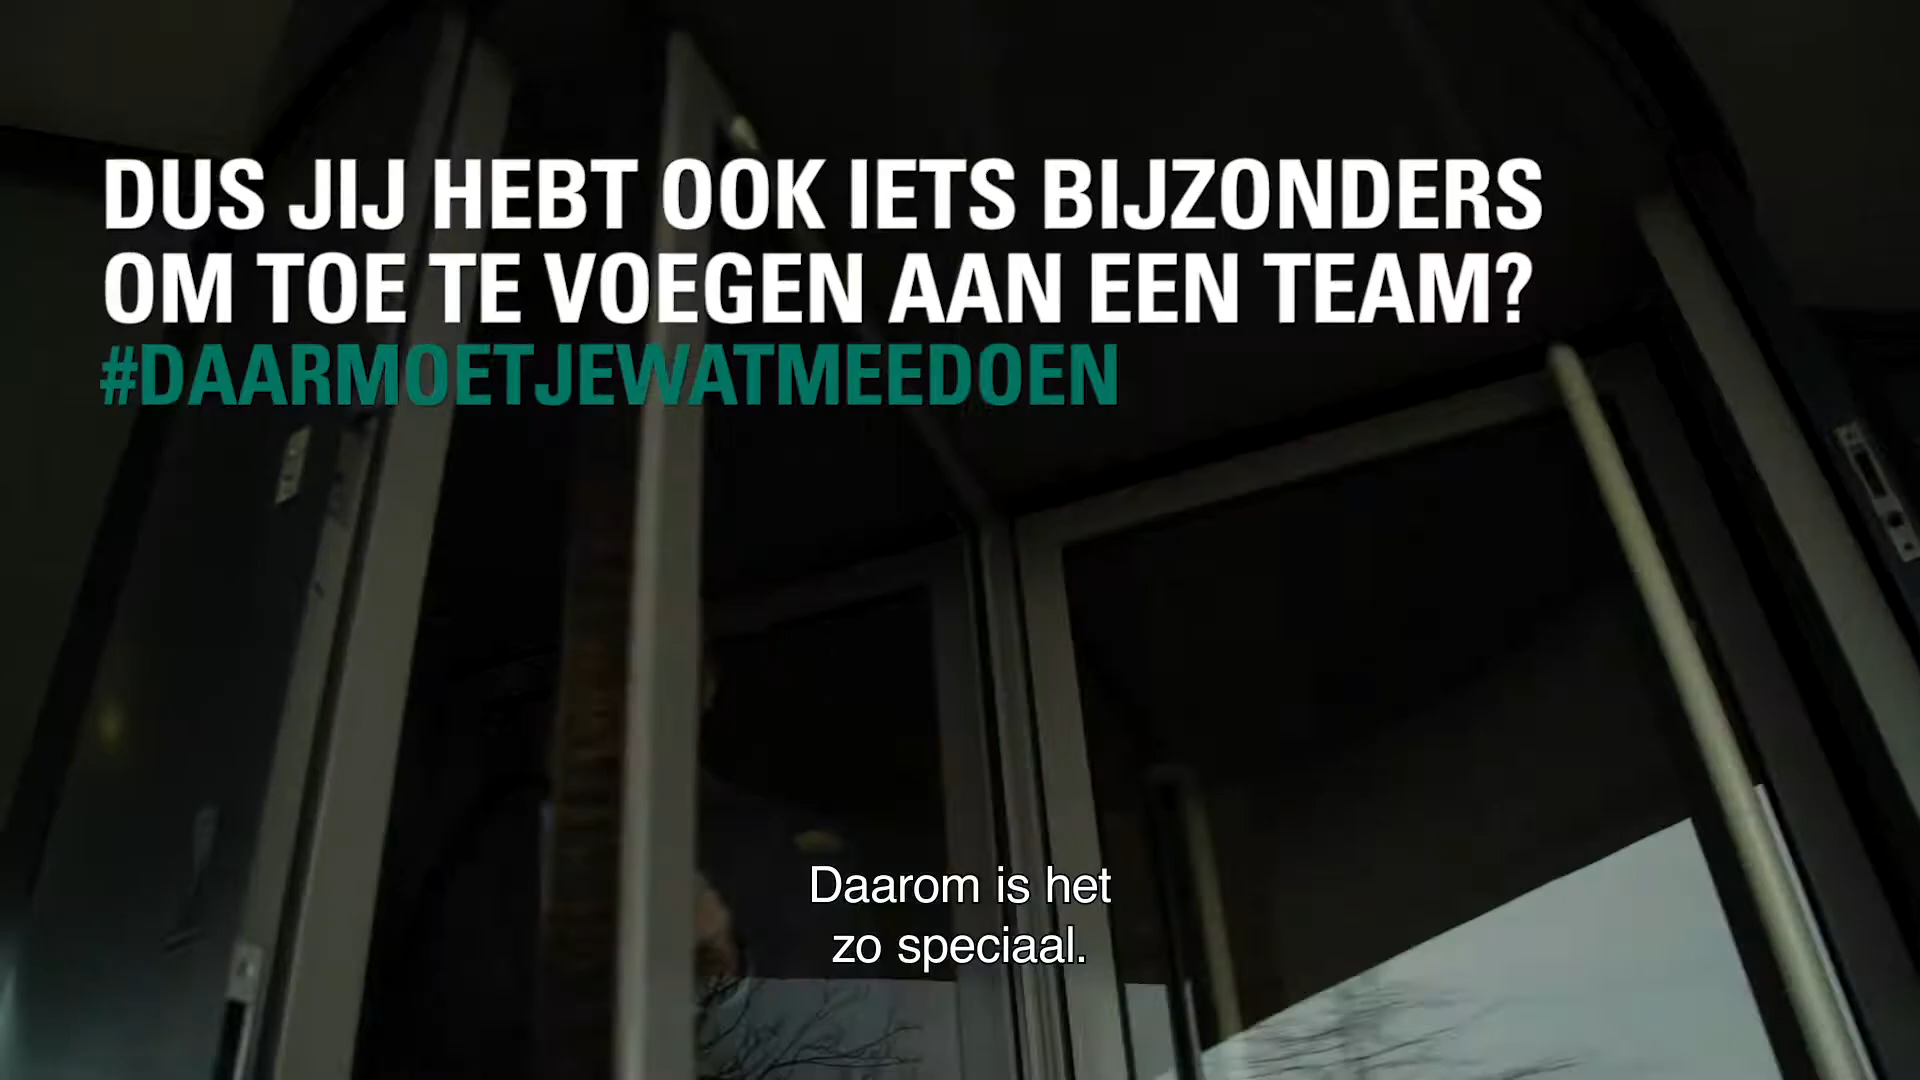 DUS JIJ HEBT OOK IETS BIJZONDERS
OM TOE TE VOEGEN AAN EEN TEAM?
#DAARMOETJEWATMEEDOEN
Daarom is het
zo speciaal.